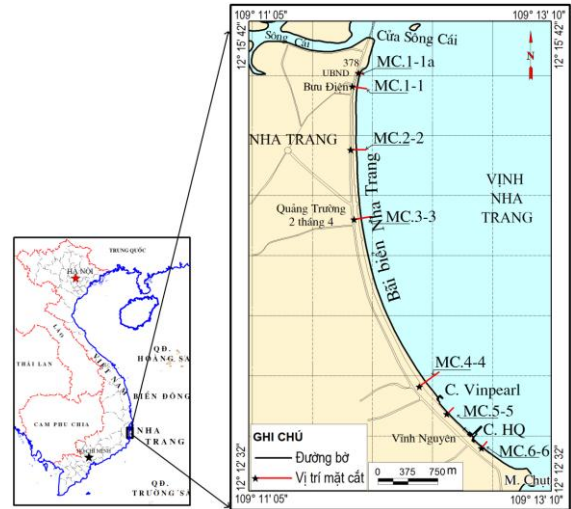 109° 11' 05"
109° 13' 10"
12° 15' 42"
12° 15' 42"
Sông Cái
Cửa Sông Cái
378
UBND
Bưu Điện
MC.1-1a
MC.1-1
N
NHA TRANG
MC.2-2
VỊNH
NHA
TRANG
Quảng Trường
2 tháng 4
MC.3-3
Bãi biển Nha Trang
MC.4-4
C. Vinpearl
MC.5-5
C. HQ
Vĩnh Nguyên
MC.6-6
M. Chụt
GHI CHÚ
Đường bờ
Vị trí mặt cắt
0 375 750 m
12° 12' 32"
12° 12' 32"
109° 11' 05"
109° 13' 10"
TRUNG QUỐC
HÀ NỘI
LÀO
VIỆT NAM
THÁI LAN
QĐ.
HOÀNG SA
BIỂN ĐÔNG
CAM PHU CHIA
NHA
TRANG
HỒ CHÍ MINH
QĐ.
TRƯỜNG SA